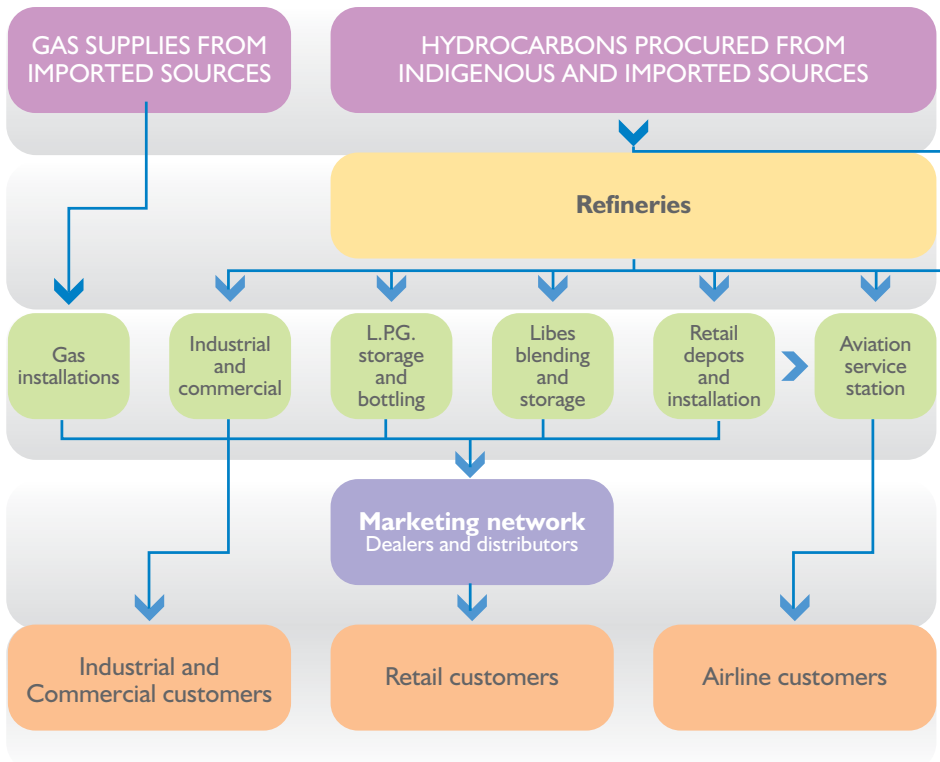 GAS SUPPLIES FROM
IMPORTED SOURCES
HYDROCARBONS PROCURED FROM
INDIGENOUS AND IMPORTED SOURCES
Refineries
Gas
installations
Industrial
and
commercial
L.P.G.
storage
and
bottling
Libes
blending
and
storage
Retail
depots
and
installation
Aviation
service
station
Marketing network
Dealers and distributors
Industrial and
Commercial customers
Retail customers
Airline customers